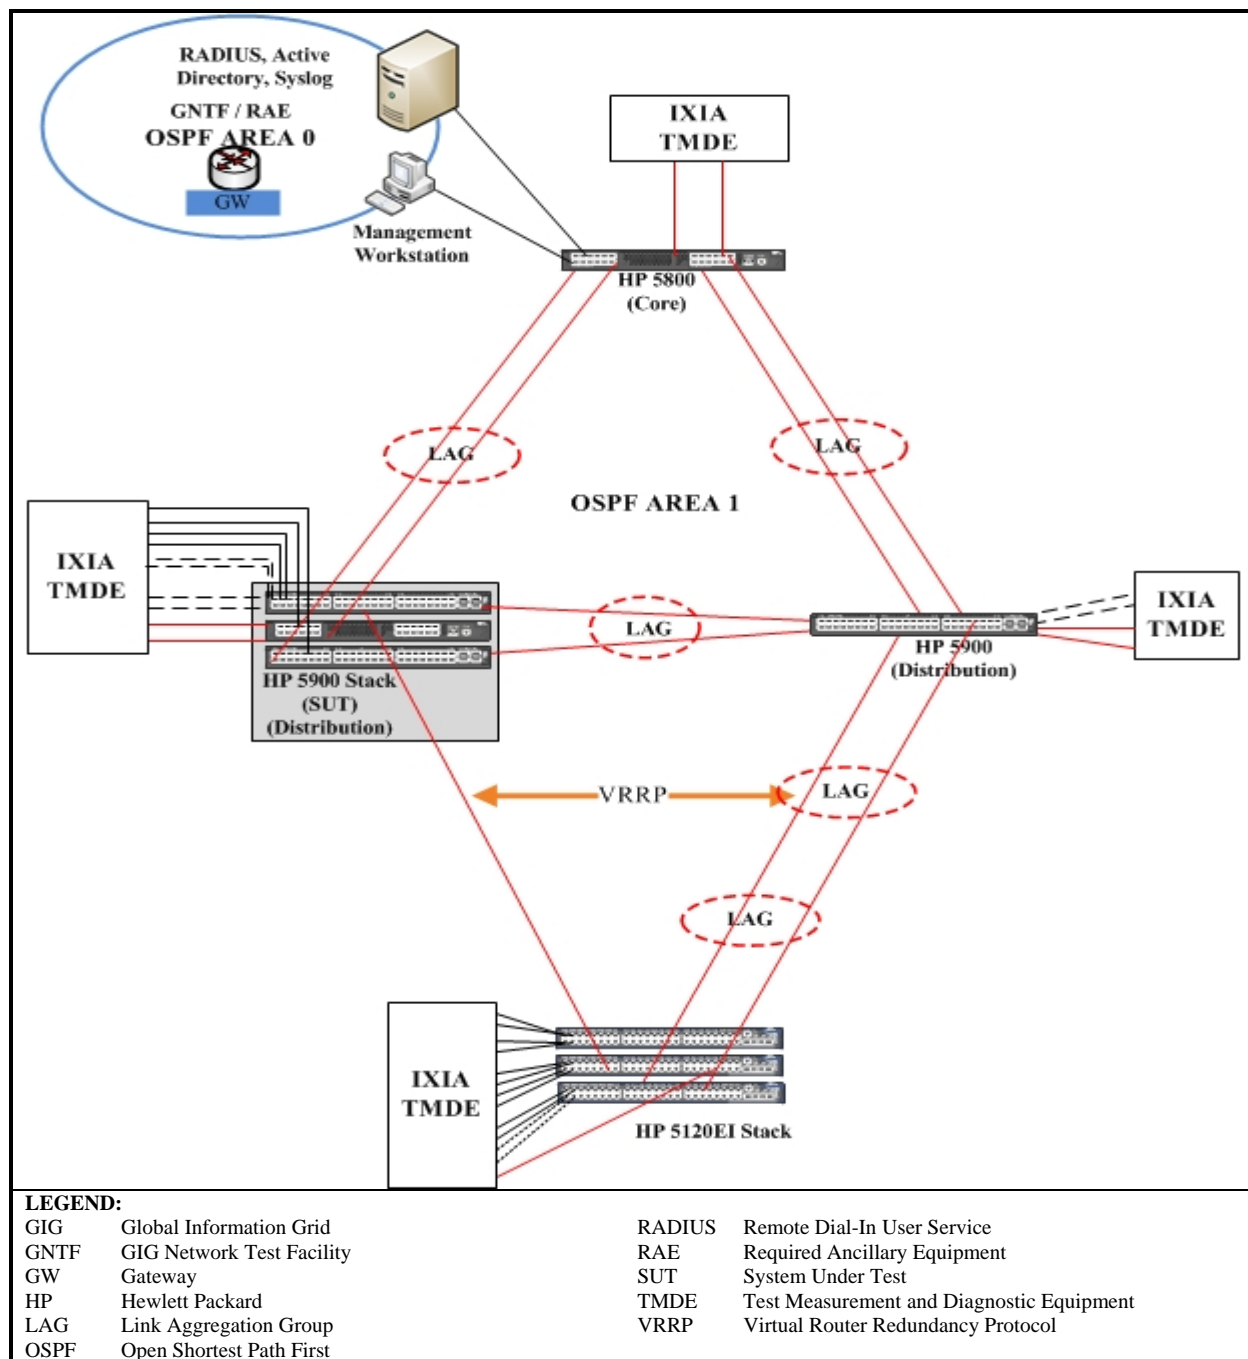 RADIUS, Active
Directory, Syslog
GNTF / RAE
OSPF AREA 0
GW
Management
Workstation
IXIA
TMDE
HP 5800
(Core)
LAG
LAG
OSPF AREA 1
IXIA
TMDE
LAG
IXIA
TMDE
HP 5900 Stack
(SUT)
(Distribution)
HP 5900
(Distribution)
VRRP
LAG
LAG
IXIA
TMDE
HP 5120EI Stack
LEGEND:
GIG Global Information Grid
GNTF GIG Network Test Facility
GW Gateway
HP Hewlett Packard
LAG Link Aggregation Group
OSPF Open Shortest Path First
RADIUS Remote Dial-In User Service
RAE Required Ancillary Equipment
SUT System Under Test
TMDE Test Measurement and Diagnostic Equipment
VRRP Virtual Router Redundancy Protocol